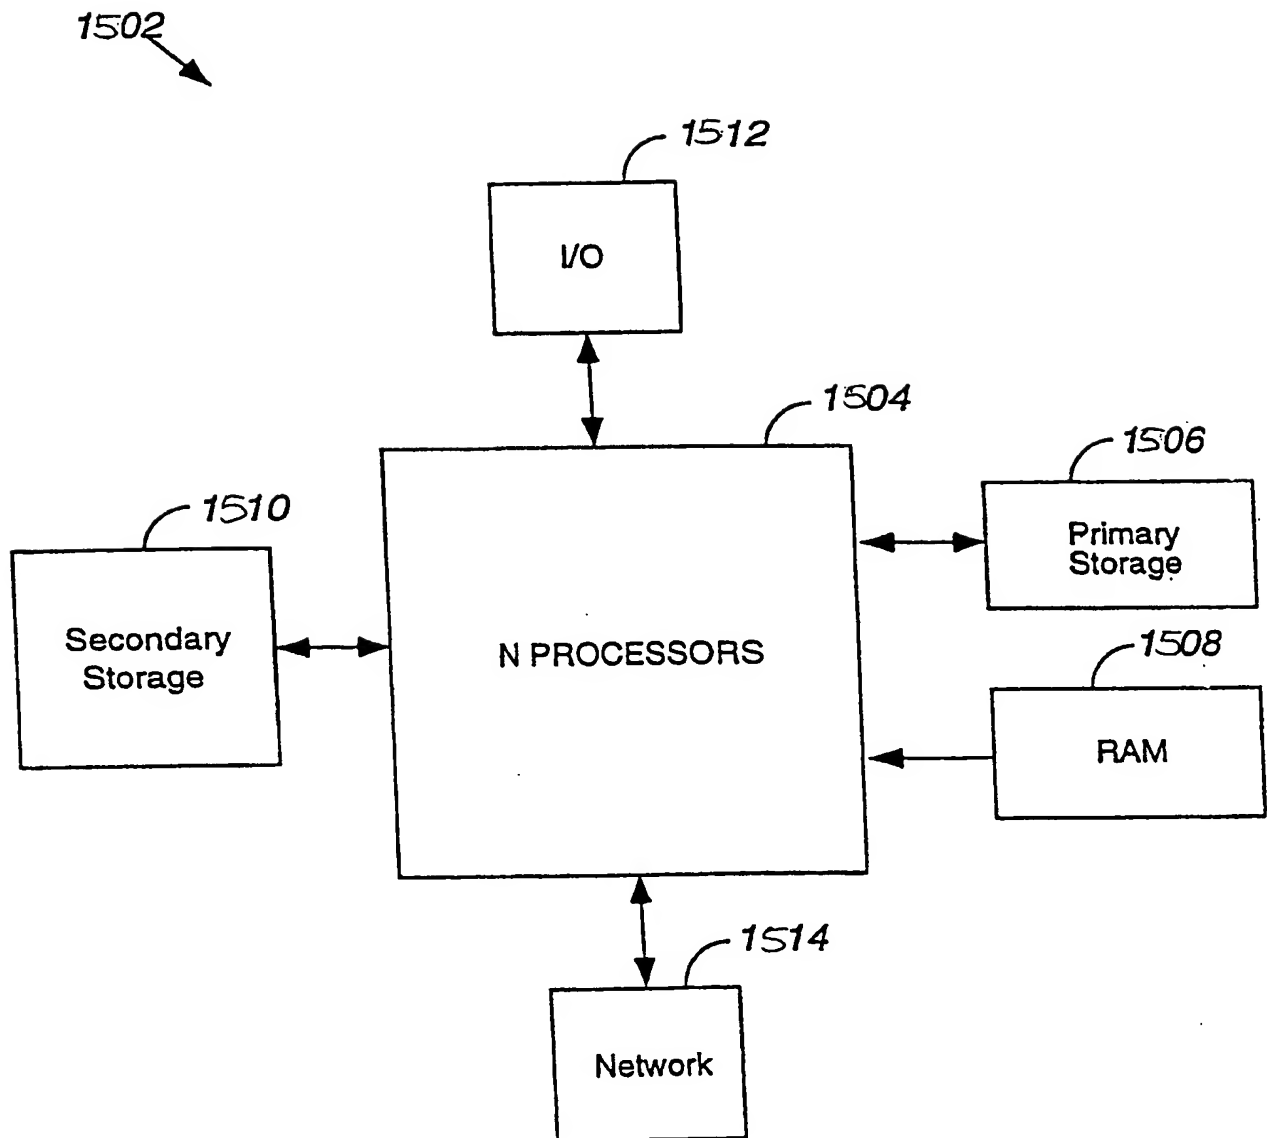 1502
1512
I/O
1504
1506
1510
Primary
Storage
Secondary
Storage
N PROCESSORS
1508
RAM
1514
Network